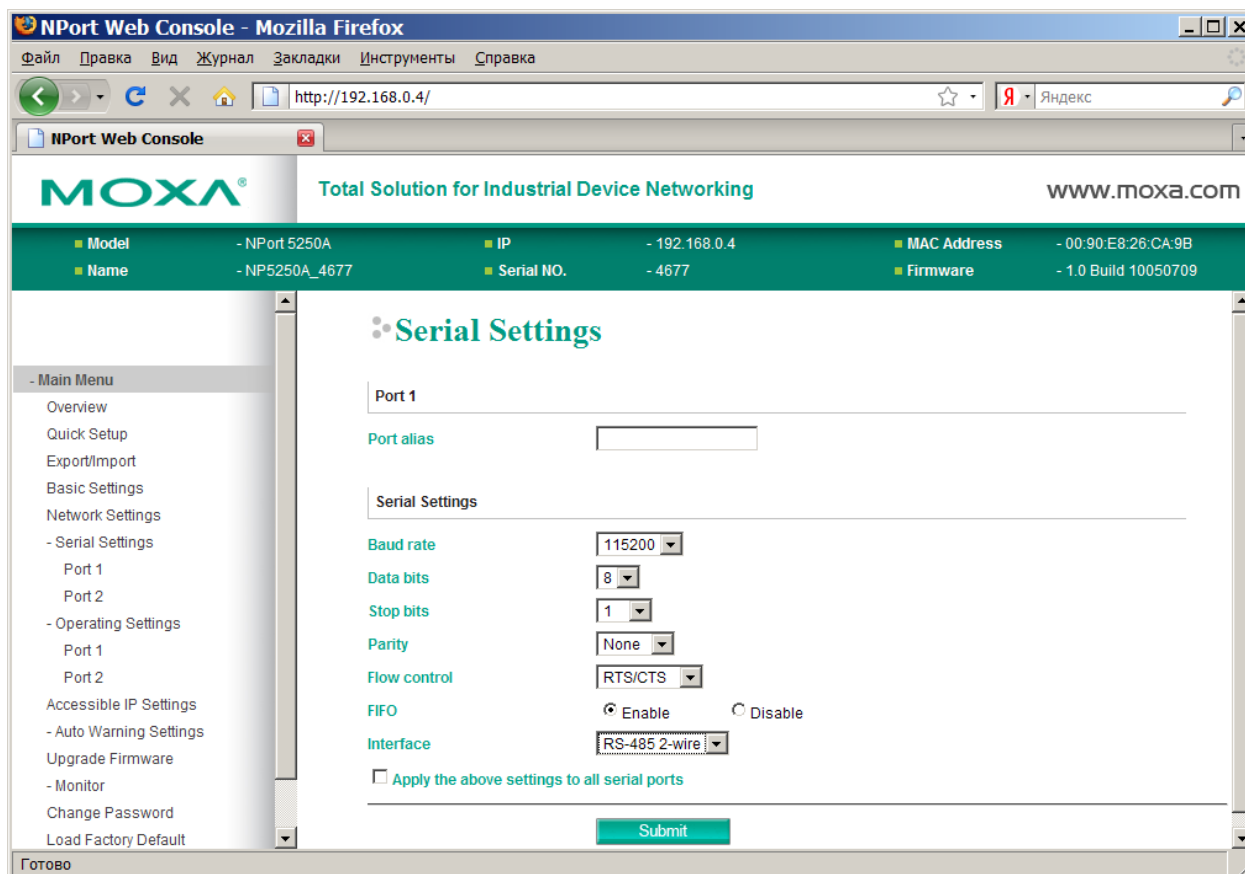 NPort Web Console - Mozilla Firefox
Файл Правка Вид Журнал Закладки Инструменты Справка
http://192.168.0.4/ Я Яндекс
NPort Web Console
MOXA® Total Solution for Industrial Device Networking www.moxa.com
Model - NPort 5250A IP - 192.168.0.4 MAC Address - 00:90:E8:26:CA:9B
Name - NP5250A_4677 Serial NO. - 4677 Firmware - 1.0 Build 10050709
- Main Menu
Overview
Quick Setup
Export/Import
Basic Settings
Network Settings
- Serial Settings
Port 1
Port 2
- Operating Settings
Port 1
Port 2
Accessible IP Settings
- Auto Warning Settings
Upgrade Firmware
- Monitor
Change Password
Load Factory Default
Serial Settings
Port 1
Port alias
Serial Settings
Baud rate 115200
Data bits 8
Stop bits 1
Parity None
Flow control RTS/CTS
FIFO Enable Disable
Interface RS-485 2-wire
Apply the above settings to all serial ports
Submit
Готово